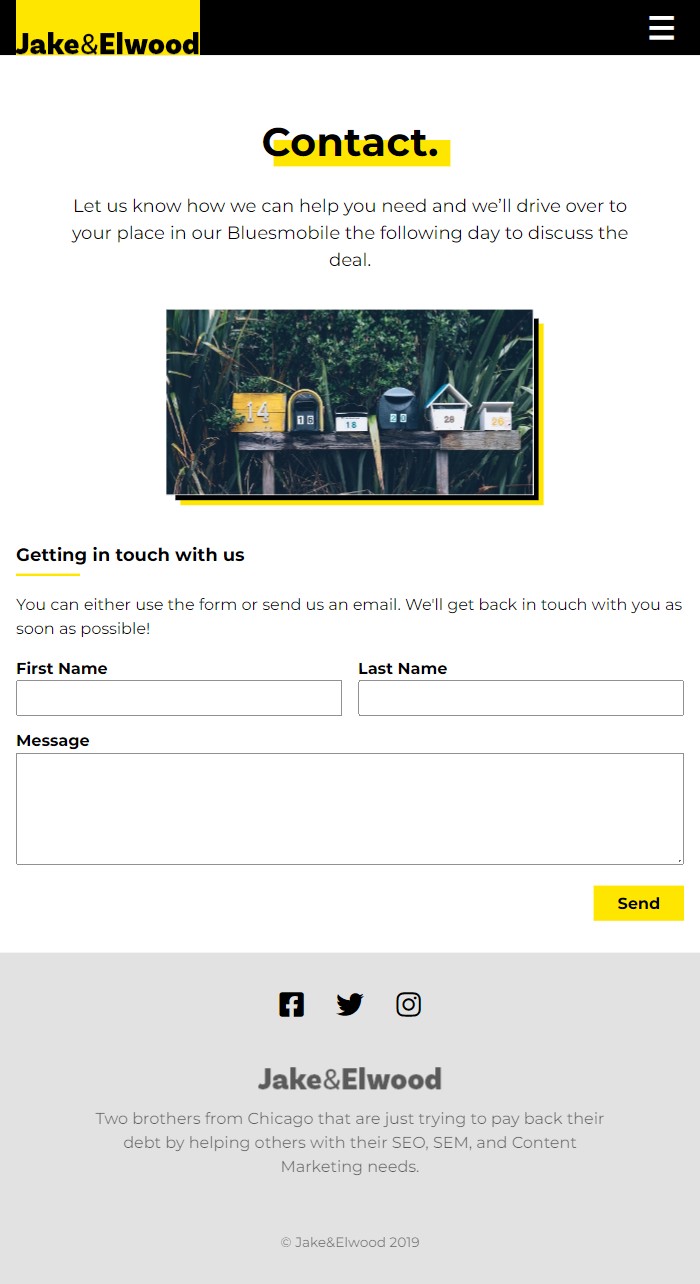 Jake&Elwood
Contact.
Let us know how we can help you need and we’ll drive over to
your place in our Bluesmobile the following day to discuss the
deal.
14
16
18
20
28
Getting in touch with us
You can either use the form or send us an email. We'll get back in touch with you as
soon as possible!
First Name
Last Name
Message
Send
Jake&Elwood
Two brothers from Chicago that are just trying to pay back their
debt by helping others with their SEO, SEM, and Content
Marketing needs.
© Jake&Elwood 2019